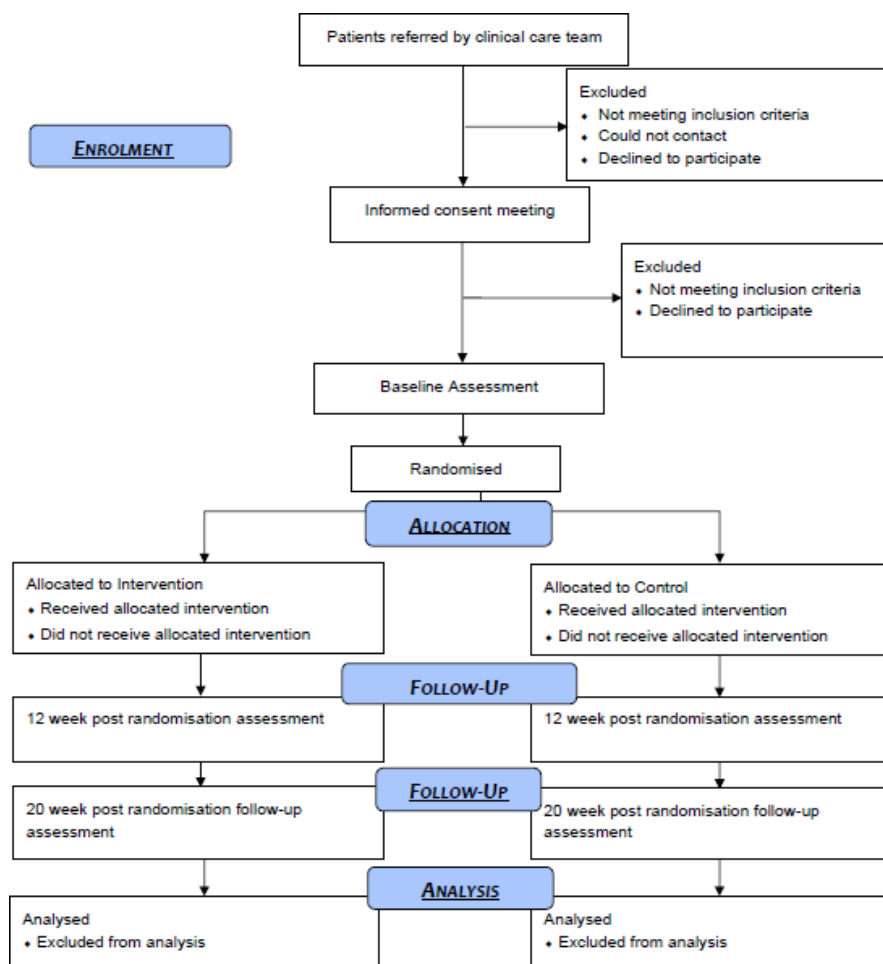 Patients referred by clinical care team
Excluded
• Not meeting inclusion criteria
• Could not contact
• Declined to participate
ENROLMENT
Informed consent meeting
Excluded
• Not meeting inclusion criteria
• Declined to participate
Baseline Assessment
Randomised
ALLOCATION
Allocated to Intervention
• Received allocated intervention
• Did not receive allocated intervention
Allocated to Control
• Received allocated intervention
• Did not receive allocated intervention
FOLLOW-UP
12 week post randomisation assessment
12 week post randomisation assessment
FOLLOW-UP
20 week post randomisation follow-up
assessment
20 week post randomisation follow-up
assessment
ANALYSIS
Analysed
• Excluded from analysis
Analysed
• Excluded from analysis